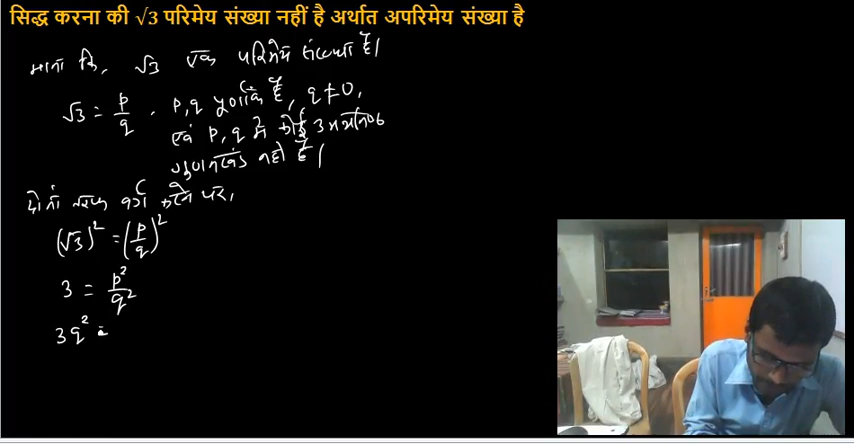 सिद्ध करना की √3 परिमेय संख्या नहीं है अर्थात अपरिमेय संख्या है
माना कि, √3 एक परिमेय संख्या है।
√3 = p/q . p,q पूर्णांक हैं, q≠0,
एवं p, q में कोई उभयनिष्ठ
गुणनखंड नहीं है।
दोनों तरफ वर्ग करने पर,
(√3)² = (p/q)²
3 = p²/q²
3q² =